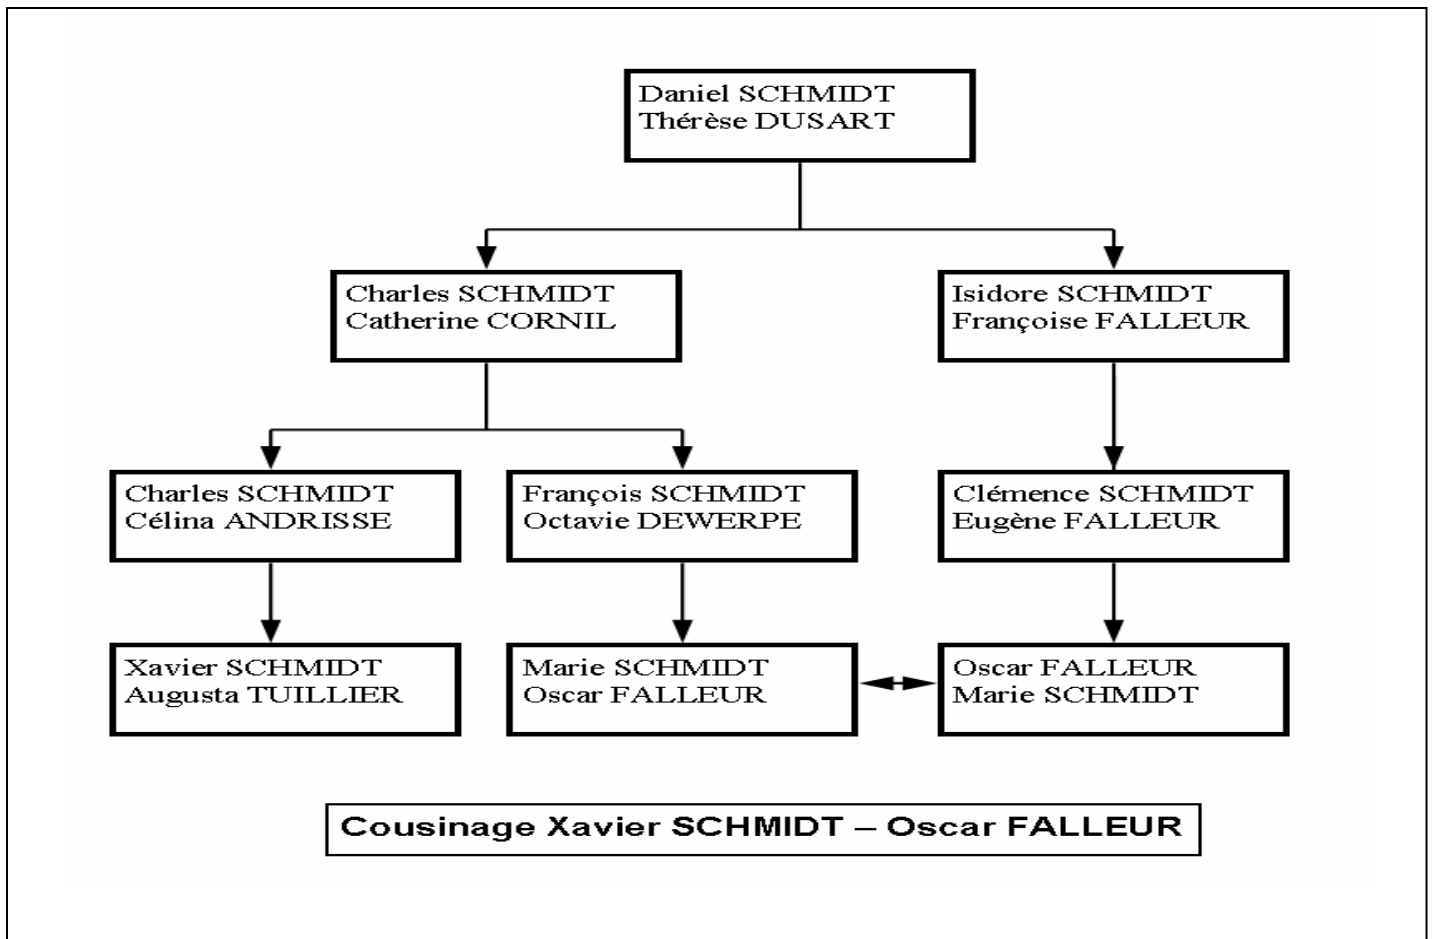 Daniel SCHMIDT
Thérèse DUSART
Charles SCHMIDT
Catherine CORNIL
Isidore SCHMIDT
Françoise FALLEUR
Charles SCHMIDT
Célina ANDRISSE
François SCHMIDT
Octavie DEWERPE
Clémence SCHMIDT
Eugène FALLEUR
Xavier SCHMIDT
Augusta TUILLIER
Marie SCHMIDT
Oscar FALLEUR
Oscar FALLEUR
Marie SCHMIDT
Cousinage Xavier SCHMIDT – Oscar FALLEUR